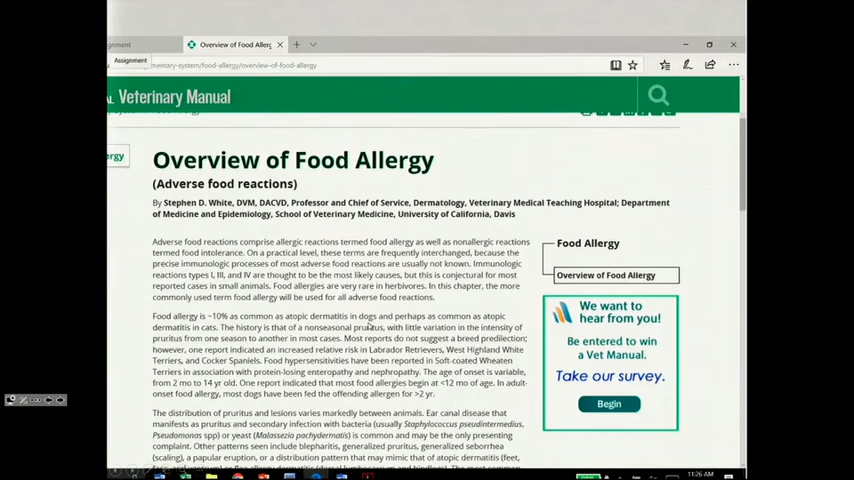 gnment
Overview of Food Allerg
Assignment
mentary-system/food-allergy/overview-of-food-allergy
AL Veterinary Manual
ergy
Overview of Food Allergy
(Adverse food reactions)
By Stephen D. White, DVM, DACVD, Professor and Chief of Service, Dermatology, Veterinary Medical Teaching Hospital; Department
of Medicine and Epidemiology, School of Veterinary Medicine, University of California, Davis
Adverse food reactions comprise allergic reactions termed food allergy as well as nonallergic reactions
termed food intolerance. On a practical level, these terms are frequently interchanged, because the
precise immunologic processes of most adverse food reactions are usually not known. Immunologic
reactions types I, III, and IV are thought to be the most likely causes, but this is conjectural for most
reported cases in small animals. Food allergies are very rare in herbivores. In this chapter, the more
commonly used term food allergy will be used for all adverse food reactions.
Food allergy is ~10% as common as atopic dermatitis in dogs and perhaps as common as atopic
dermatitis in cats. The history is that of a nonseasonal pruritus, with little variation in the intensity of
pruritus from one season to another in most cases. Most reports do not suggest a breed predilection;
however, one report indicated an increased relative risk in Labrador Retrievers, West Highland White
Terriers, and Cocker Spaniels. Food hypersensitivities have been reported in Soft-coated Wheaten
Terriers in association with protein-losing enteropathy and nephropathy. The age of onset is variable,
from 2 mo to 14 yr old. One report indicated that most food allergies begin at <12 mo of age. In adult-
onset food allergy, most dogs have been fed the offending allergen for >2 yr.
The distribution of pruritus and lesions varies markedly between animals. Ear canal disease that
manifests as pruritus and secondary infection with bacteria (usually Staphylococcus pseudintermedius,
Pseudomonas spp) or yeast (Malassezia pachydermatis) is common and may be the only presenting
complaint. Other patterns seen include blepharitis, generalized pruritus, generalized seborrhea
(scaling), a papular eruption, or a distribution pattern that may mimic that of atopic dermatitis (feet,
Food Allergy
Overview of Food Allergy
We want to
hear from you!
Be entered to win
a Vet Manual.
Take our survey.
Begin
11:26 AM